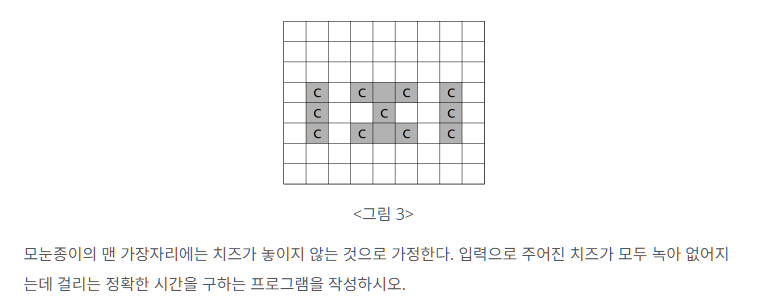 C C C C
C C C
C C C C
<그림 3>
모눈종이의 맨 가장자리에는 치즈가 놓이지 않는 것으로 가정한다. 입력으로 주어진 치즈가 모두 녹아 없어지
는데 걸리는 정확한 시간을 구하는 프로그램을 작성하시오.